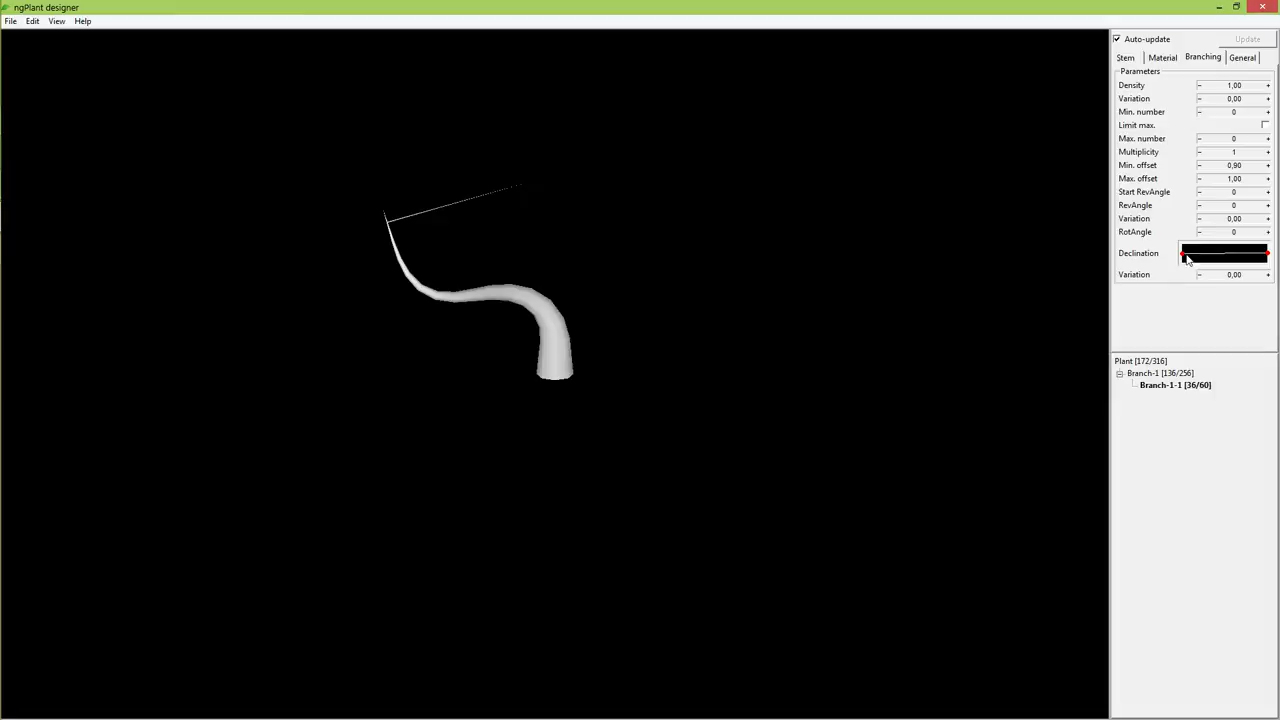 ngPlant designer
File Edit View Help
Auto-update Update
Stem Material Branching General
Parameters
Density - 1,00 +
Variation - 0,00 +
Min. number - 0 +
Limit max.
Max. number - 0 +
Multiplicity - 1 +
Min. offset - 0,90 +
Max. offset - 1,00 +
Start RevAngle - 0 +
RevAngle - 0 +
Variation - 0,00 +
RotAngle - 0 +
Declination
Variation - 0,00 +
Plant [172/316]
Branch-1 [136/256]
Branch-1-1 [36/60]